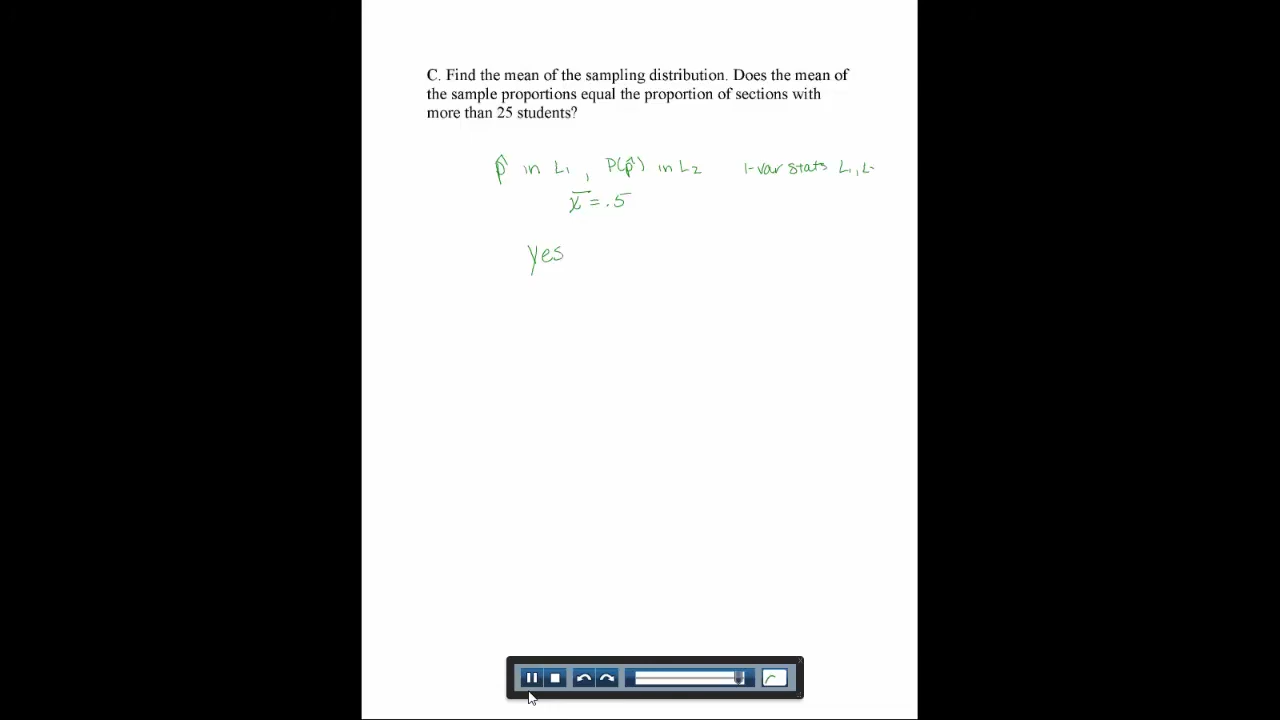 C. Find the mean of the sampling distribution. Does the mean of
the sample proportions equal the proportion of sections with
more than 25 students?
p̂ in L1 , P(p̂) in L2 1-var stats L1, L
x̄ = .5
yes